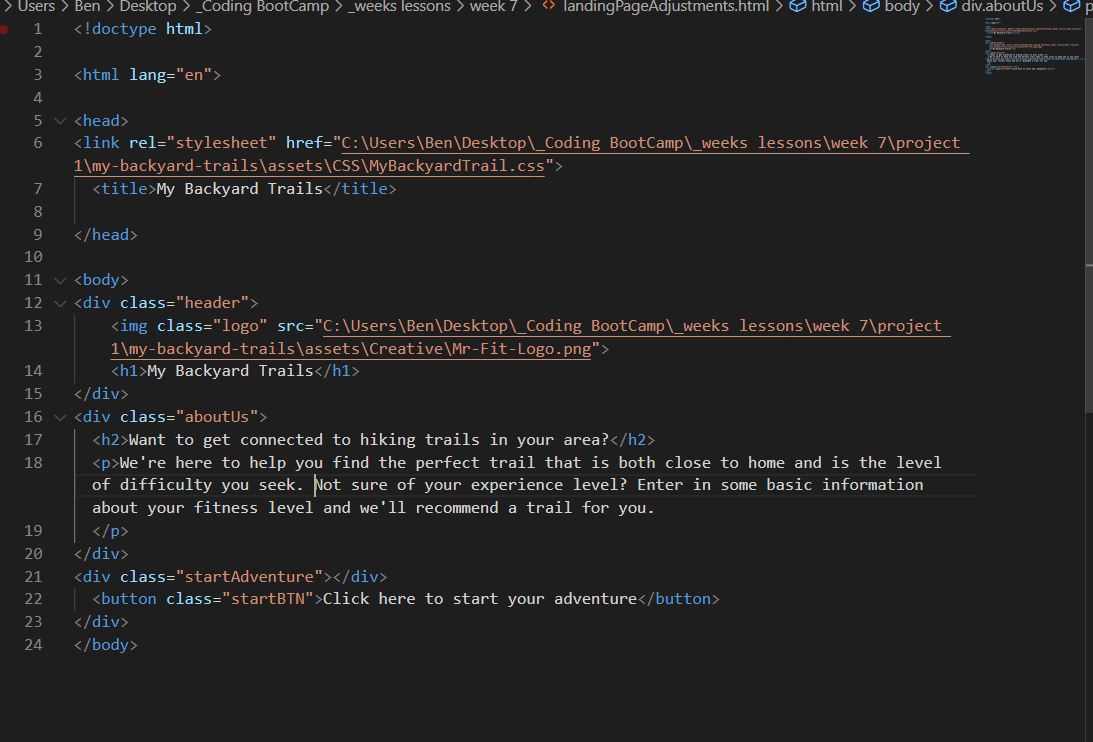 > Users > Ben > Desktop > _Coding BootCamp > _weeks lessons > week 7 > <> landingPageAdjustments.html > html > body > div.aboutUs > p
1 <!doctype html>
2
3 <html lang="en">
4
5 <head>
6 <link rel="stylesheet" href="C:\Users\Ben\Desktop\_Coding BootCamp\_weeks lessons\week 7\project
1\my-backyard-trails\assets\CSS\MyBackyardTrail.css">
7 <title>My Backyard Trails</title>
8
9 </head>
10
11 <body>
12 <div class="header">
13 <img class="logo" src="C:\Users\Ben\Desktop\_Coding BootCamp\_weeks lessons\week 7\project
1\my-backyard-trails\assets\Creative\Mr-Fit-Logo.png">
14 <h1>My Backyard Trails</h1>
15 </div>
16 <div class="aboutUs">
17 <h2>Want to get connected to hiking trails in your area?</h2>
18 <p>We're here to help you find the perfect trail that is both close to home and is the level
of difficulty you seek. Not sure of your experience level? Enter in some basic information
about your fitness level and we'll recommend a trail for you.
19 </p>
20 </div>
21 <div class="startAdventure"></div>
22 <button class="startBTN">Click here to start your adventure</button>
23 </div>
24 </body>